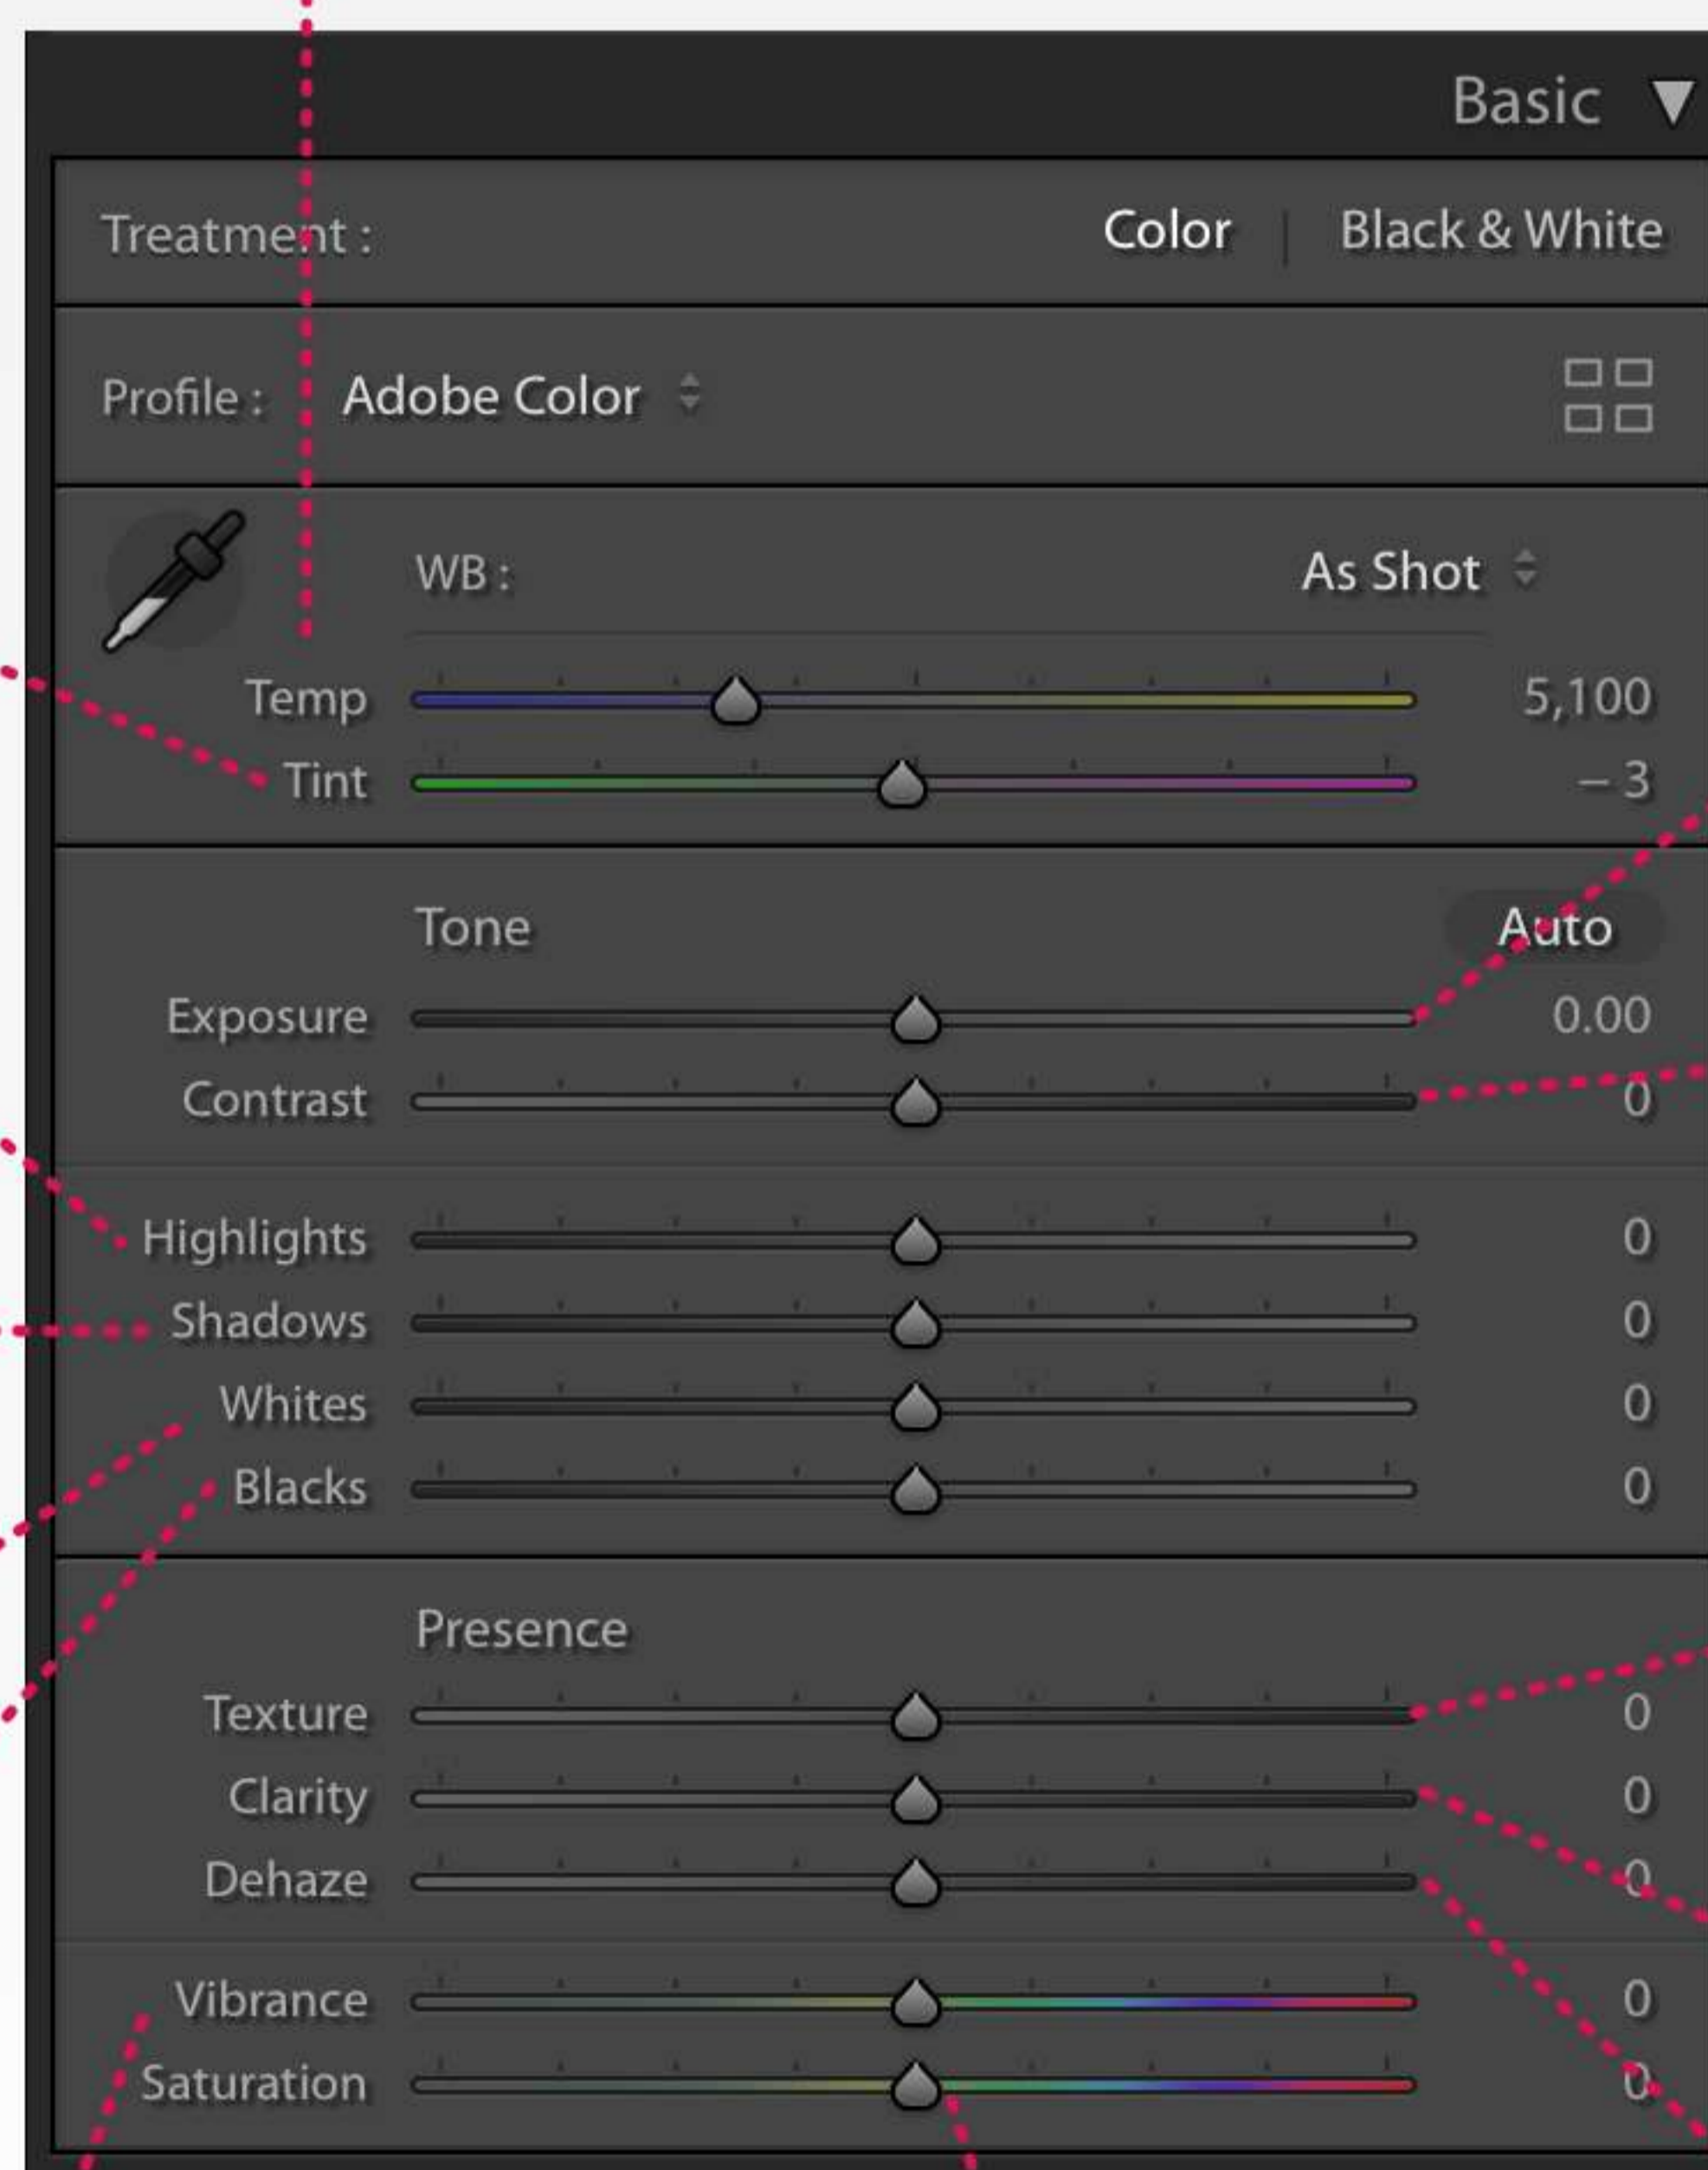 Basic
Treatment : Color | Black & White
Profile : Adobe Color
WB : As Shot
Temp 5,100
Tint – 3
Tone Auto
Exposure 0.00
Contrast 0
Highlights 0
Shadows 0
Whites 0
Blacks 0
Presence
Texture 0
Clarity 0
Dehaze 0
Vibrance 0
Saturation 0